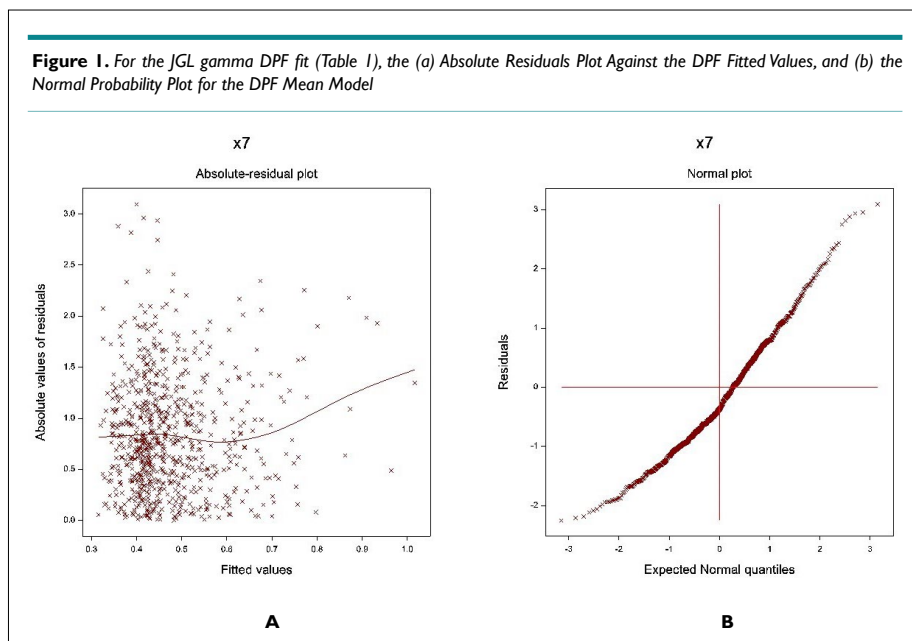 Figure 1. For the JGL gamma DPF fit (Table 1), the (a) Absolute Residuals Plot Against the DPF Fitted Values, and (b) the
Normal Probability Plot for the DPF Mean Model
x7
Absolute-residual plot
Absolute values of residuals
3.0
2.5
2.0
1.5
1.0
0.5
0.0
0.3 0.4 0.5 0.6 0.7 0.8 0.9 1.0
Fitted values
A
x7
Normal plot
Residuals
3
2
1
0
-1
-2
-3 -2 -1 0 1 2 3
Expected Normal quantiles
B